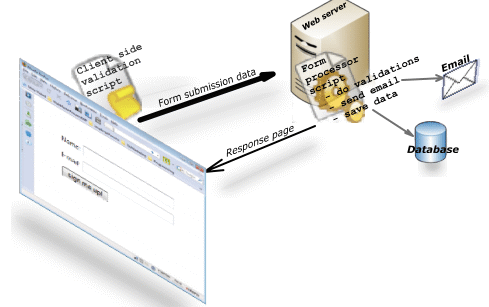 Web server
Client side
validation
script
Form submission data
Form
processor
script
- do validations
- send email
- save data
Email
Response page
Database
Name
Email
sign me up!